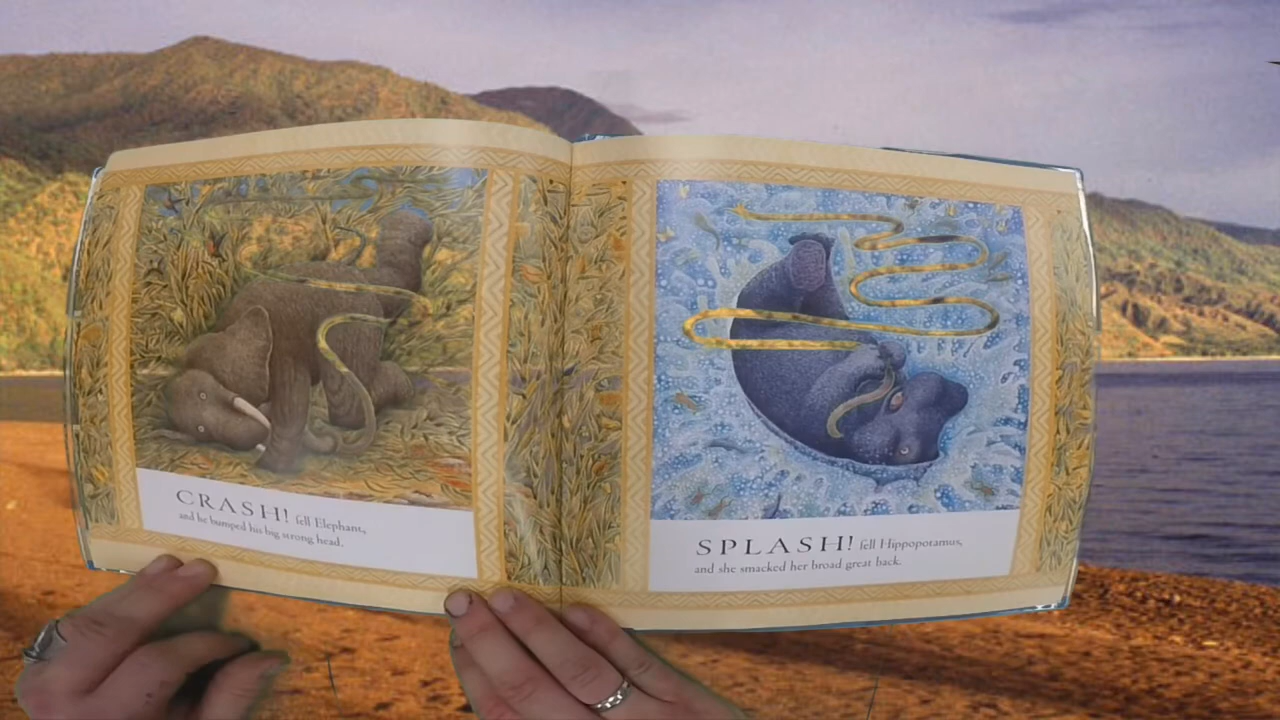 CRASH! fell Elephant,
and he bumped his big strong head.
SPLASH! fell Hippopotamus,
and she smacked her broad great back.